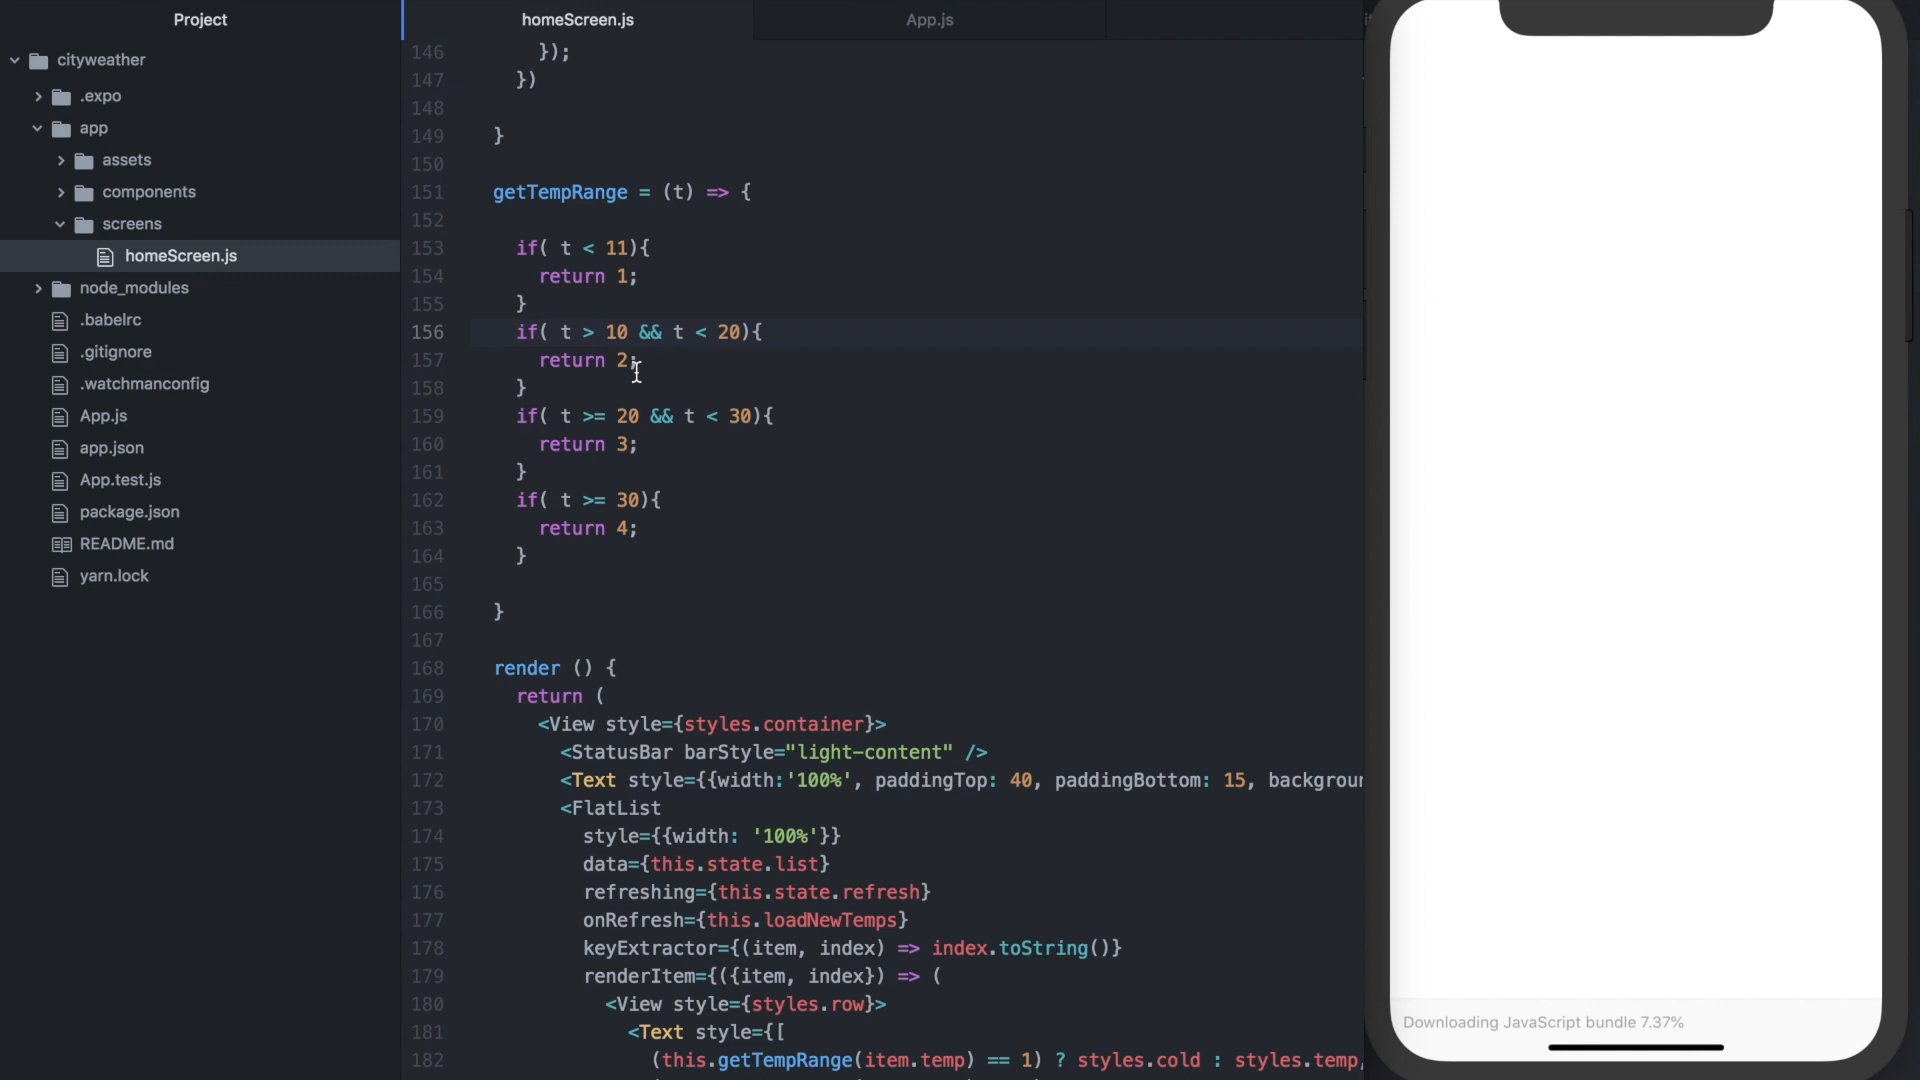 Project
cityweather
.expo
app
assets
components
screens
homeScreen.js
node_modules
.babelrc
.gitignore
.watchmanconfig
App.js
app.json
App.test.js
package.json
README.md
yarn.lock
homeScreen.js
App.js
146 });
147 })
148
149 }
150
151 getTempRange = (t) => {
152
153 if( t < 11){
154 return 1;
155 }
156 if( t > 10 && t < 20){
157 return 2;
158 }
159 if( t >= 20 && t < 30){
160 return 3;
161 }
162 if( t >= 30){
163 return 4;
164 }
165
166 }
167
168 render () {
169 return (
170 <View style={styles.container}>
171 <StatusBar barStyle="light-content" />
172 <Text style={{width:'100%', paddingTop: 40, paddingBottom: 15, backgroun
173 <FlatList
174 style={{width: '100%'}}
175 data={this.state.list}
176 refreshing={this.state.refresh}
177 onRefresh={this.loadNewTemps}
178 keyExtractor={(item, index) => index.toString()}
179 renderItem={({item, index}) => (
180 <View style={styles.row}>
181 <Text style={[
182 (this.getTempRange(item.temp) == 1) ? styles.cold : styles.temp,
Downloading JavaScript bundle 7.37%